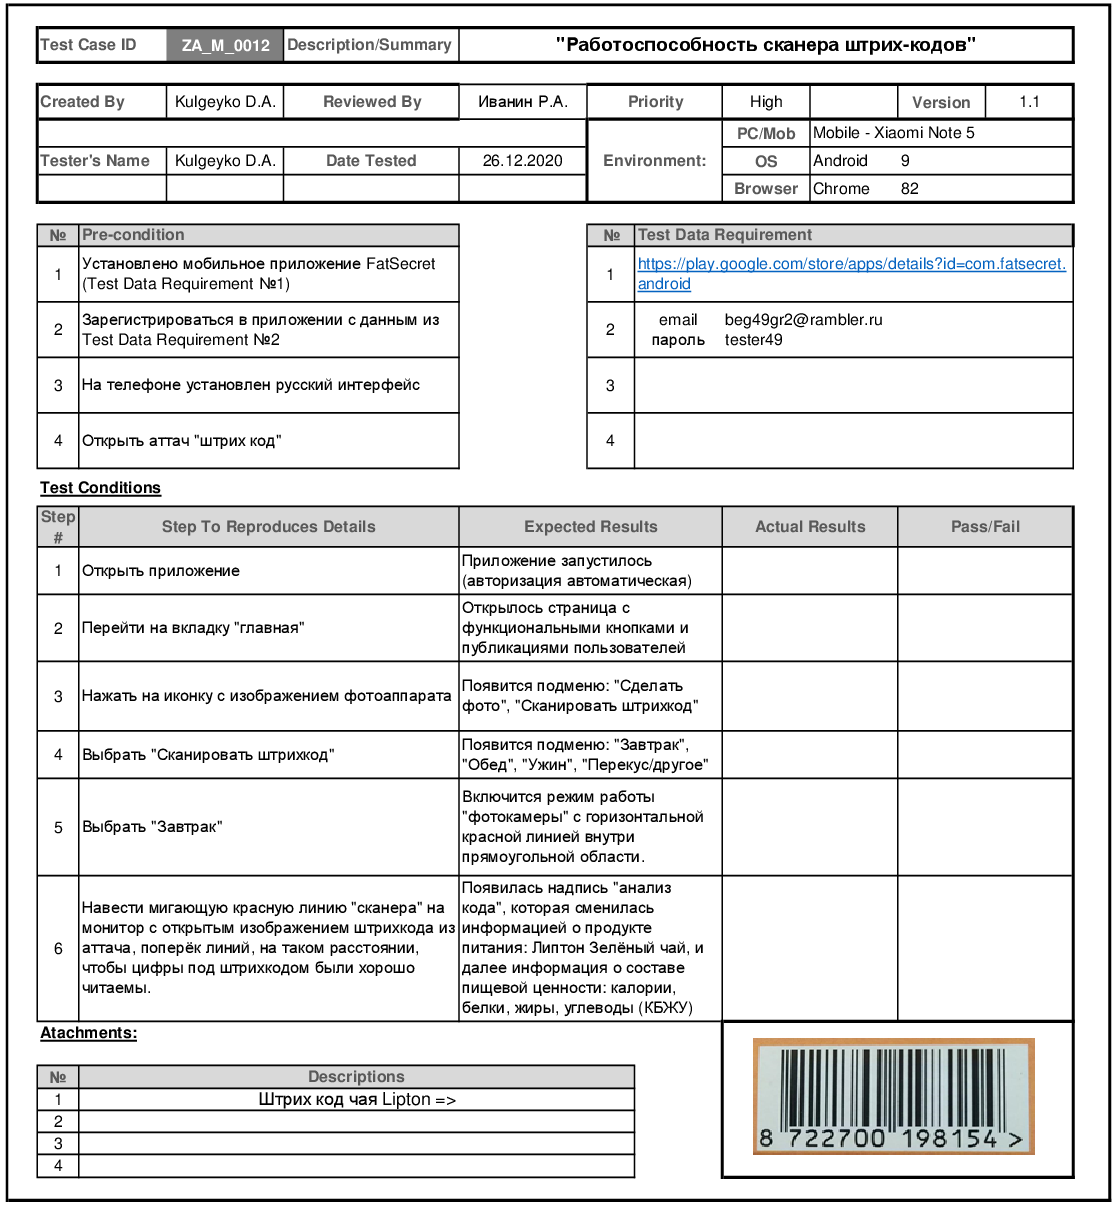 Test Case ID ZA_M_0012 Description/Summary "Работоспособность сканера штрих-кодов"
Created By Kulgeyko D.A. Reviewed By Иванин Р.А. Priority High Version 1.1
PC/Mob Mobile - Xiaomi Note 5
Tester's Name Kulgeyko D.A. Date Tested 26.12.2020 Environment: OS Android 9
Browser Chrome 82
№ Pre-condition
1 Установлено мобильное приложение FatSecret
(Test Data Requirement №1)
2 Зарегистрироваться в приложении с данным из
Test Data Requirement №2
3 На телефоне установлен русский интерфейс
4 Открыть аттач "штрих код"
№ Test Data Requirement
1 https://play.google.com/store/apps/details?id=com.fatsecret.
android
2 email beg49gr2@rambler.ru
пароль tester49
3
4
Test Conditions
Step
# Step To Reproduces Details Expected Results Actual Results Pass/Fail
1 Открыть приложение
Приложение запустилось
(авторизация автоматическая)
2 Перейти на вкладку "главная"
Открылось страница с
функциональными кнопками и
публикациями пользователей
3 Нажать на иконку с изображением фотоаппарата
Появится подменю: "Сделать
фото", "Сканировать штрихкод"
4 Выбрать "Сканировать штрихкод"
Появится подменю: "Завтрак",
"Обед", "Ужин", "Перекус/другое"
5 Выбрать "Завтрак"
Включится режим работы
"фотокамеры" с горизонтальной
красной линией внутри
прямоугольной области.
6 Навести мигающую красную линию "сканера" на
монитор с открытым изображением штрихкода из
аттача, поперёк линий, на таком расстоянии,
чтобы цифры под штрихкодом были хорошо
читаемы.
Появилась надпись "анализ
кода", которая сменилась
информацией о продукте
питания: Липтон Зелёный чай, и
далее информация о составе
пищевой ценности: калории,
белки, жиры, углеводы (КБЖУ)
Atachments:
№ Descriptions
1 Штрих код чая Lipton =>
2
3
4
8 722700 198154 >